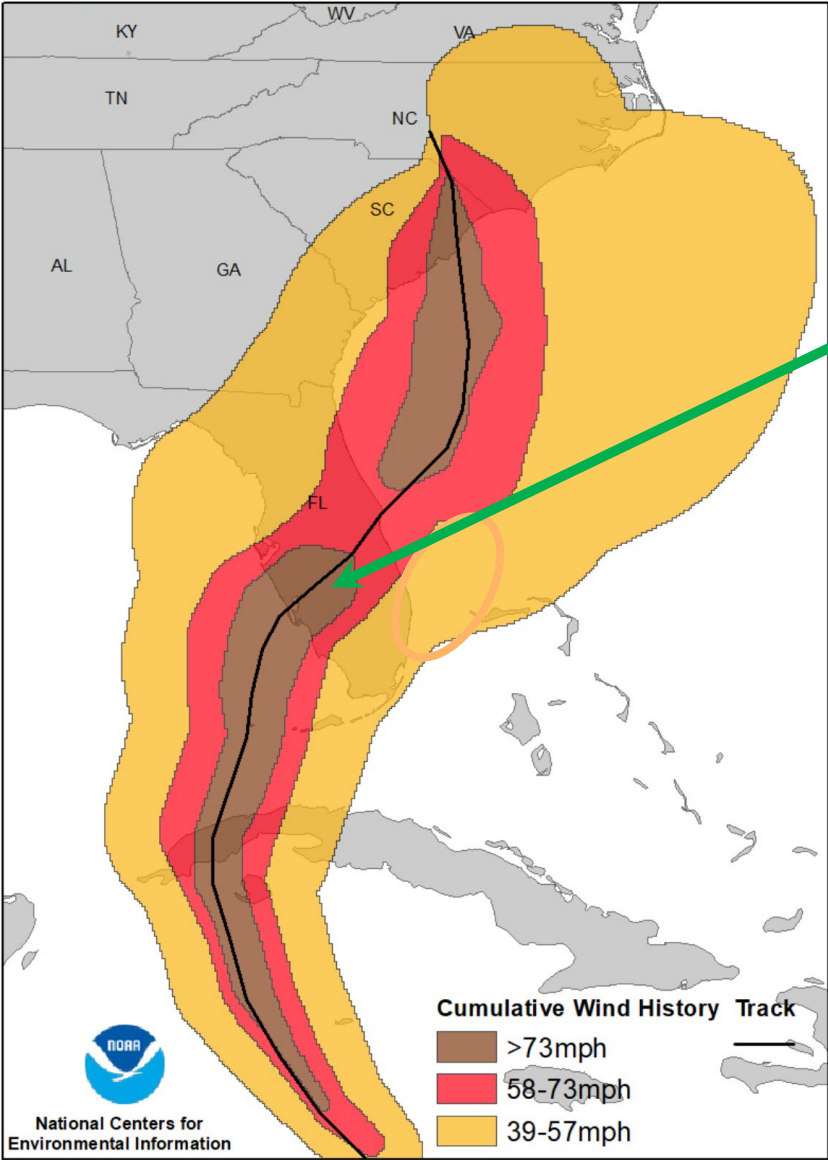 WV
KY
VA
TN
NC
SC
AL
GA
FL
Cumulative Wind History Track
>73mph
58-73mph
39-57mph
NOAA
National Centers for
Environmental Information